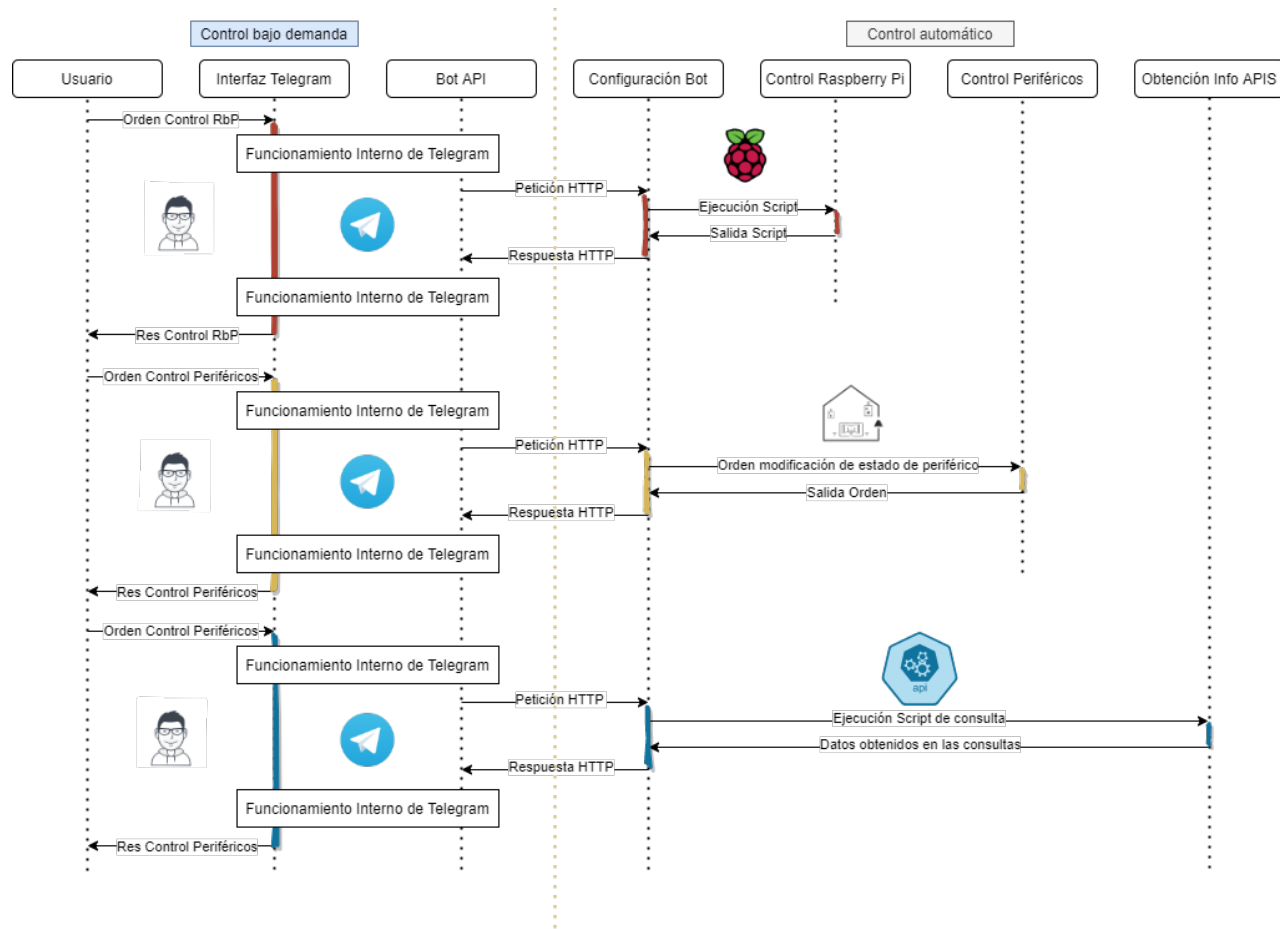 Control bajo demanda
Control automático
Usuario
Interfaz Telegram
Bot API
Configuración Bot
Control Raspberry Pi
Control Periféricos
Obtención Info APIS
Orden Control RbP
Funcionamiento Interno de Telegram
Petición HTTP
Ejecución Script
Salida Script
Respuesta HTTP
Funcionamiento Interno de Telegram
Res Control RbP
Orden Control Periféricos
Funcionamiento Interno de Telegram
Petición HTTP
Orden modificación de estado de periférico
Salida Orden
Respuesta HTTP
Funcionamiento Interno de Telegram
Res Control Periféricos
Orden Control Periféricos
Funcionamiento Interno de Telegram
api
Petición HTTP
Ejecución Script de consulta
Datos obtenidos en las consultas
Respuesta HTTP
Funcionamiento Interno de Telegram
Res Control Periféricos